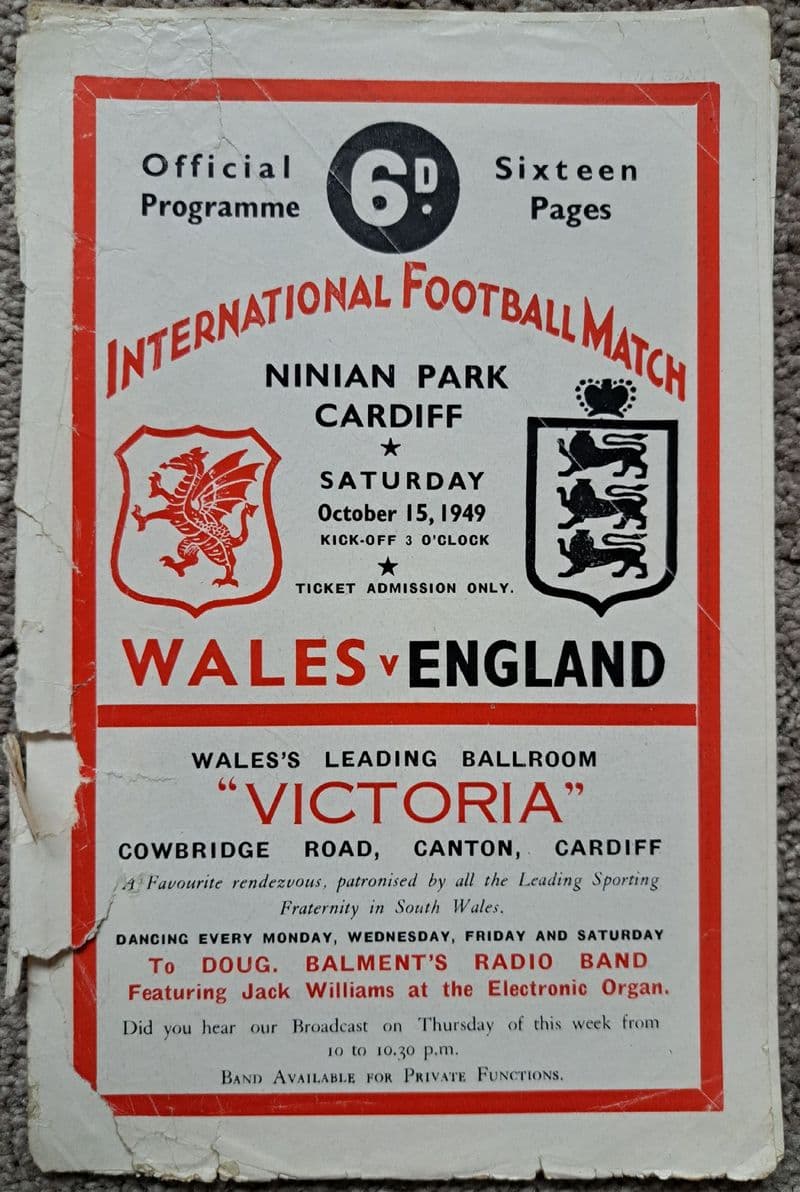 Official Programme
6D.
Sixteen Pages
INTERNATIONAL FOOTBALL MATCH
NINIAN PARK
CARDIFF
SATURDAY
October 15, 1949
KICK-OFF 3 O'CLOCK
TICKET ADMISSION ONLY.
WALES v ENGLAND
WALES'S LEADING BALLROOM
"VICTORIA"
COWBRIDGE ROAD, CANTON, CARDIFF
A Favourite rendezvous, patronised by all the Leading Sporting
Fraternity in South Wales.
DANCING EVERY MONDAY, WEDNESDAY, FRIDAY AND SATURDAY
To DOUG. BALMENT'S RADIO BAND
Featuring Jack Williams at the Electronic Organ.
Did you hear our Broadcast on Thursday of this week from
10 to 10.30 p.m.
BAND AVAILABLE FOR PRIVATE FUNCTIONS.